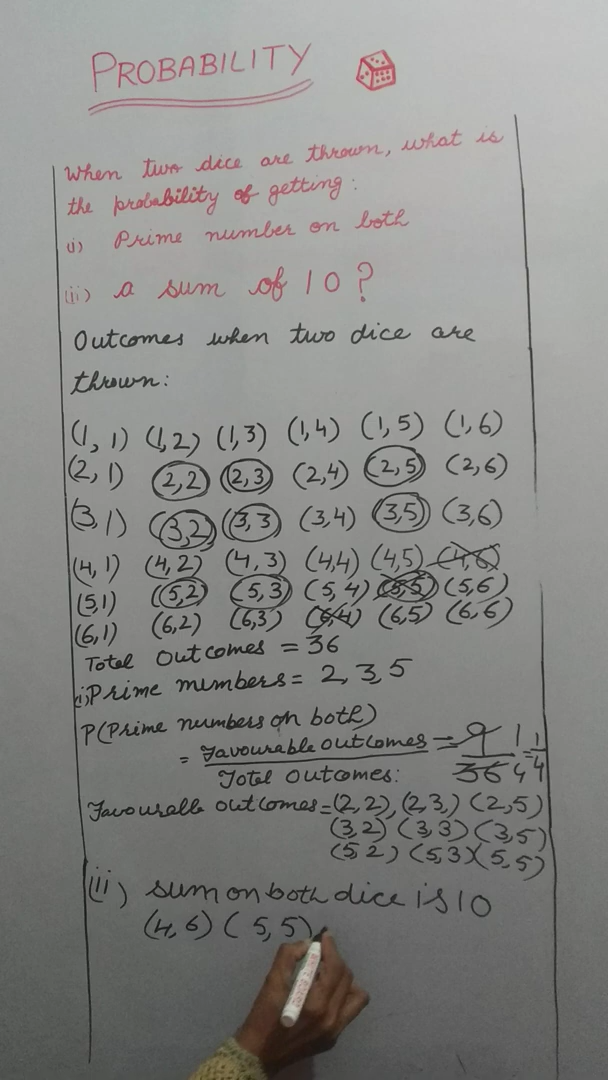 PROBABILITY
When two dice are thrown, what is
the probability of getting:
(i) Prime number on both
(ii) a sum of 10?
Outcomes when two dice are
thrown:
(1, 1) (1,2) (1,3) (1,4) (1,5) (1,6)
(2,1) (2,2) (2,3) (2,4) (2,5) (2,6)
(3,1) (3,2) (3,3) (3,4) (3,5) (3,6)
(4,1) (4,2) (4,3) (4,4) (4,5) (4,6)
(5,1) (5,2) (5,3) (5,4) (5,5) (5,6)
(6,1) (6,2) (6,3) (6,4) (6,5) (6,6)
Total Outcomes = 36
(i) Prime members = 2, 3, 5
P(Prime numbers on both)
= Favourable outcomes = 9 1 = 1
Total outcomes: 36 4 4
Favourable outcomes = (2,2), (2,3,) (2,5)
(3,2) (3,3) (3,5)
(5,2) (5,3)(5,5)
(ii) sum on both dice is 10
(4,6) (5,5),